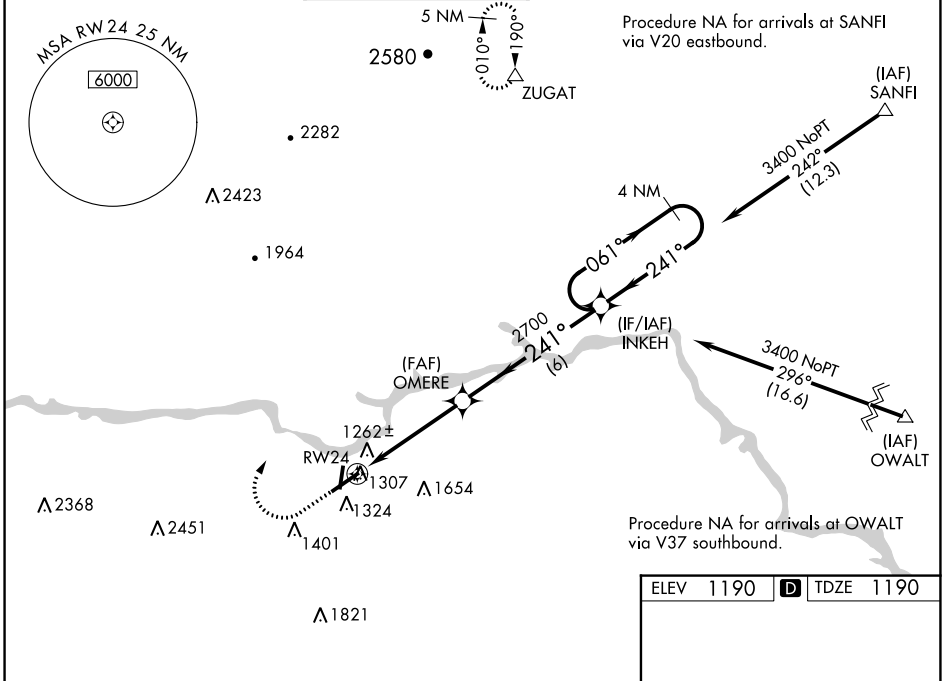 MSA RW 24 25 NM
6000
5 NM
010°
190°
2580
ZUGAT
Procedure NA for arrivals at SANFI
via V20 eastbound.
(IAF)
SANFI
2282
3400 NoPT
242°
(12.3)
2423
4 NM
1964
061°
241°
(IF/IAF)
INKEH
2700
241°
(6)
3400 NoPT
296°
(16.6)
(FAF)
OMERE
(IAF)
OWALT
1262±
RW24
1307
1654
1324
2368
2451
1401
Procedure NA for arrivals at OWALT
via V37 southbound.
1821
ELEV 1190 D TDZE 1190